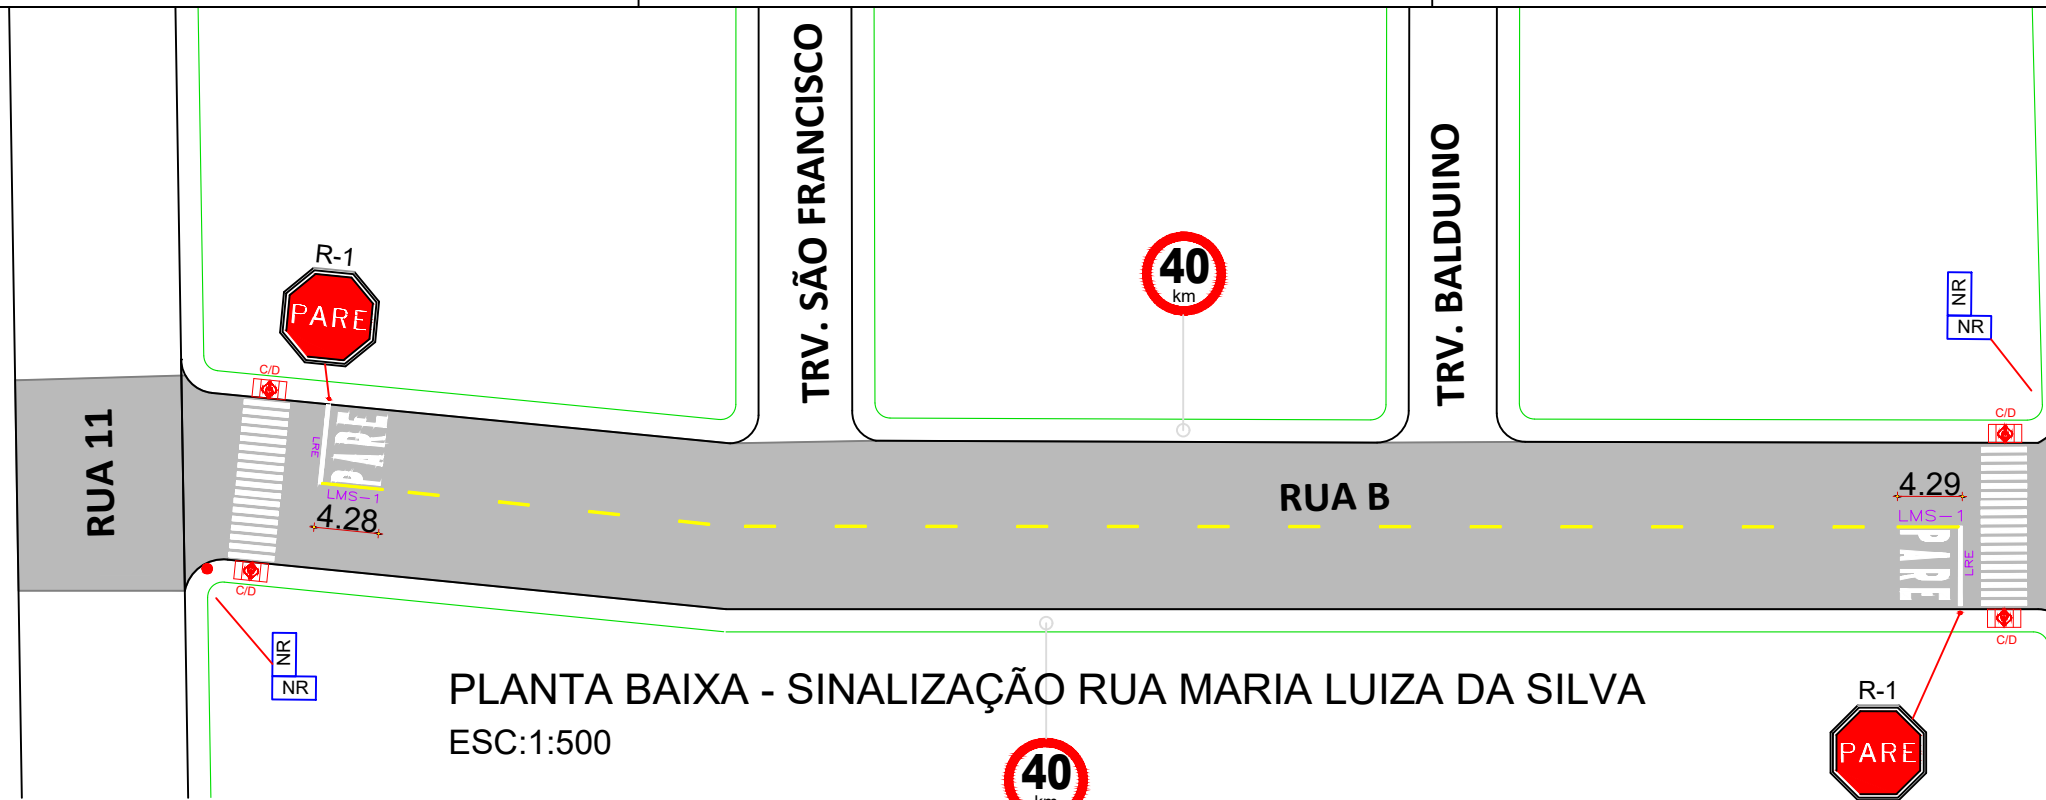 TRV. SÃO FRANCISCO
TRV. BALDUINO
R-1
PARE
40
km
NR
NR
C/D
C/D
RUA 11
LRE
PARE
LMS-1
4.28
RUA B
4.29
LMS-1
PARE
LRE
C/D
C/D
NR
NR
PLANTA BAIXA - SINALIZAÇÃO RUA MARIA LUIZA DA SILVA
ESC:1:500
R-1
PARE
40
km